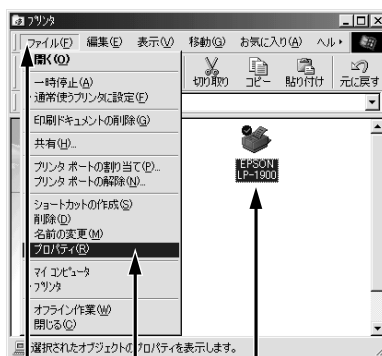 プリンタ
ファイル(F) 編集(E) 表示(V) 移動(G) お気に入り(A) ヘル
開く(O)
一時停止(A)
通常使うプリンタに設定(F)
印刷ドキュメントの削除(G)
共有(H)...
プリンタ ポートの割り当て(P)...
プリンタ ポートの解除(N)...
ショートカットの作成(S)
削除(D)
名前の変更(M)
プロパティ(R)
マイ コンピュータ
プリンタ
オフライン作業(W)
閉じる(C)
切り取り コピー 貼り付け 元に戻す
EPSON
LP-1900
選択されたオブジェクトのプロパティを表示します。